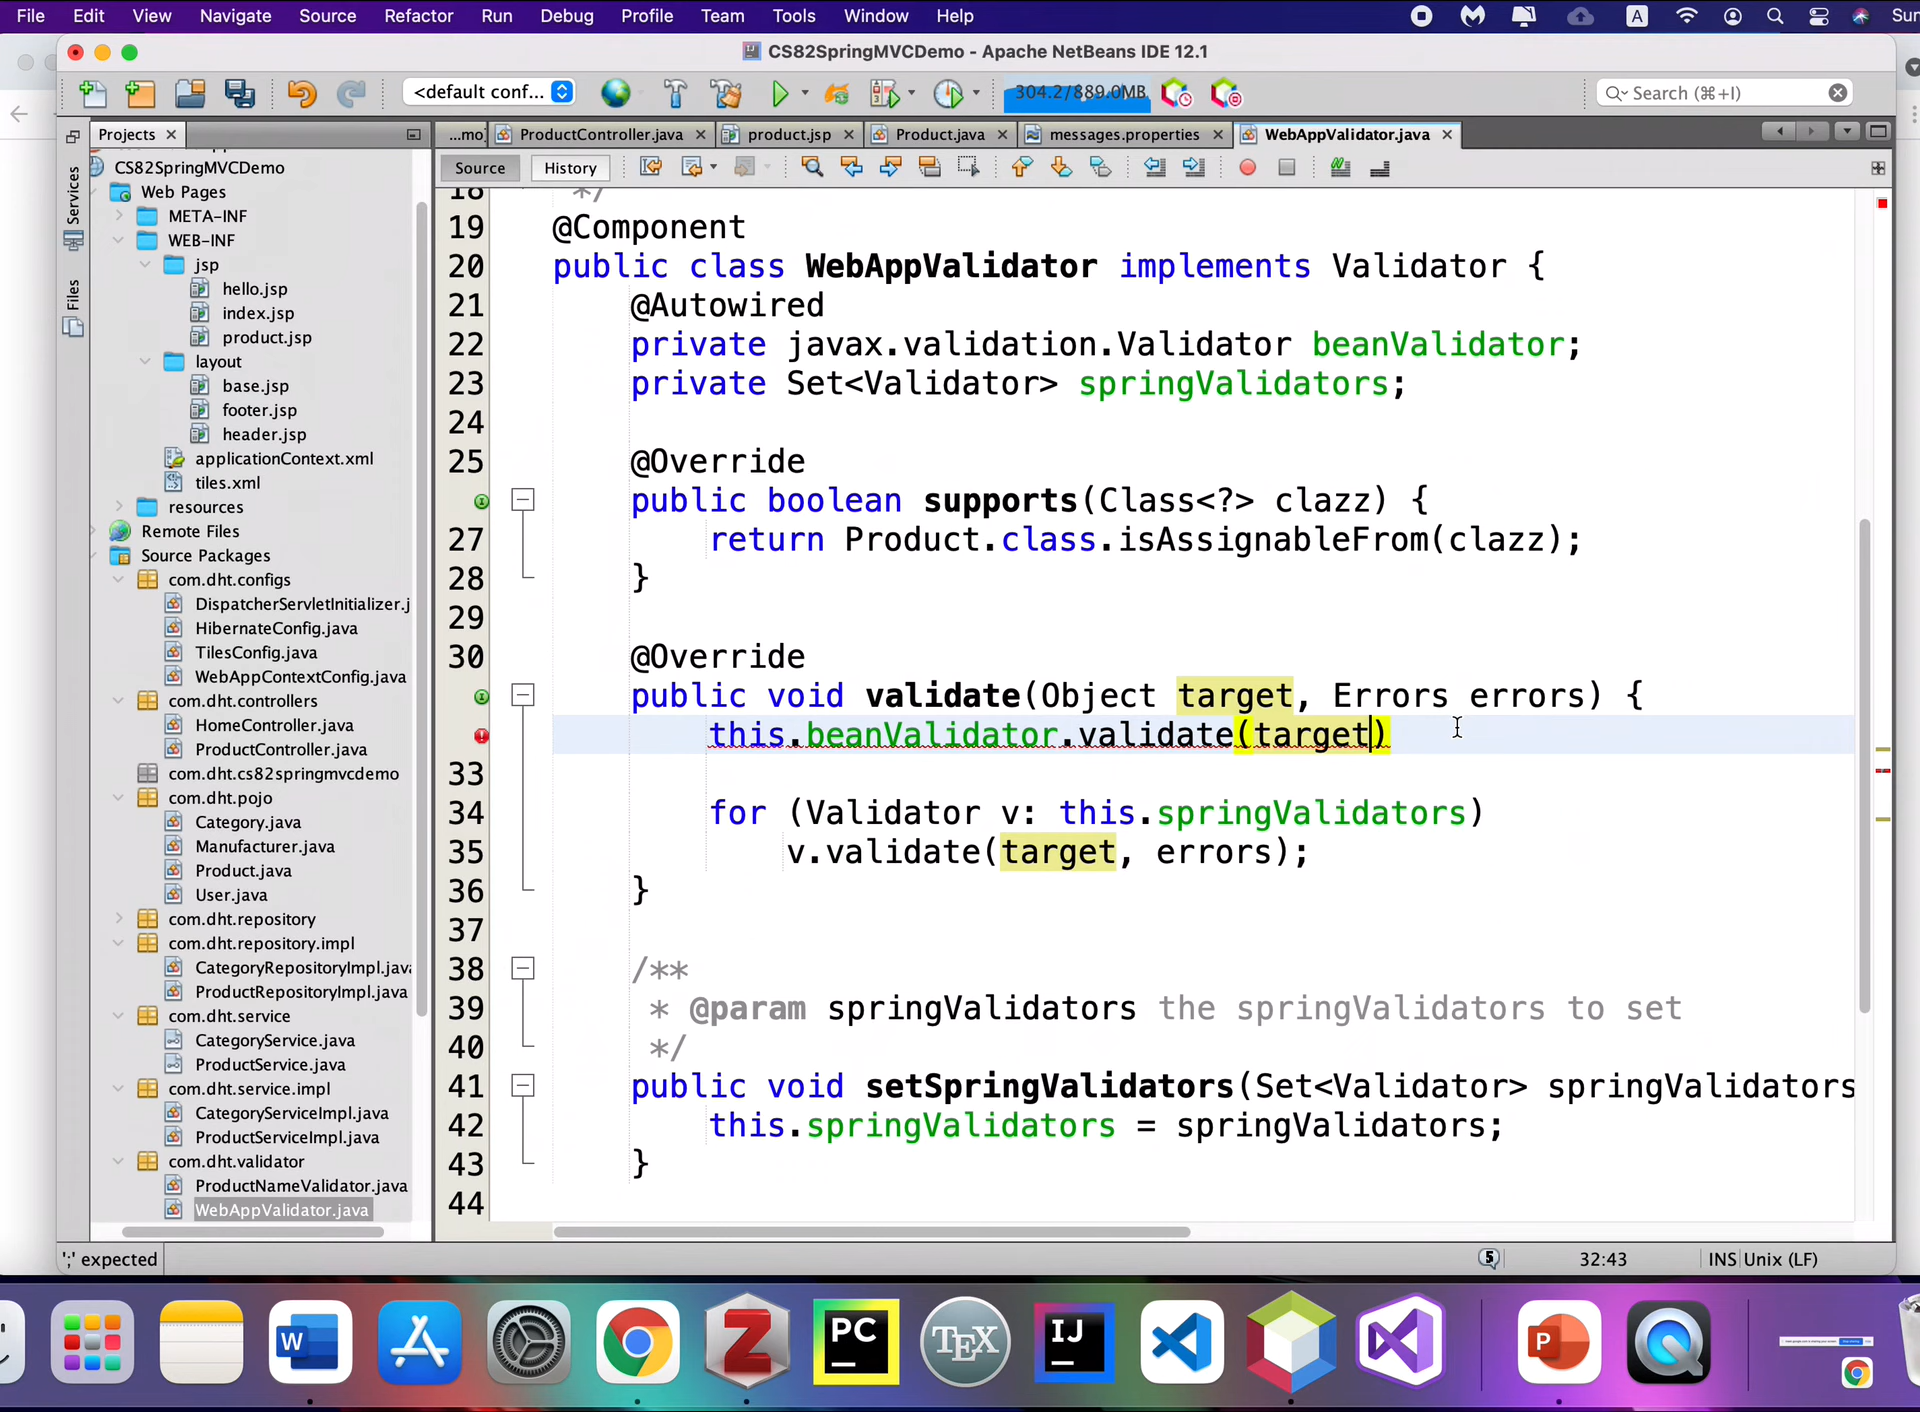 File Edit View Navigate Source Refactor Run Debug Profile Team Tools Window Help A Sun
CS82SpringMVCDemo - Apache NetBeans IDE 12.1
<default conf... 304.2/889.0MB Search (⌘+I)
Projects ...mo ProductController.java product.jsp Product.java messages.properties WebAppValidator.java
Source History
Services
Files
CS82SpringMVCDemo
Web Pages
META-INF
WEB-INF
jsp
hello.jsp
index.jsp
product.jsp
layout
base.jsp
footer.jsp
header.jsp
applicationContext.xml
tiles.xml
resources
Remote Files
Source Packages
com.dht.configs
DispatcherServletInitializer.j
HibernateConfig.java
TilesConfig.java
WebAppContextConfig.java
com.dht.controllers
HomeController.java
ProductController.java
com.dht.cs82springmvcdemo
com.dht.pojo
Category.java
Manufacturer.java
Product.java
User.java
com.dht.repository
com.dht.repository.impl
CategoryRepositoryImpl.java
ProductRepositoryImpl.java
com.dht.service
CategoryService.java
ProductService.java
com.dht.service.impl
CategoryServiceImpl.java
ProductServiceImpl.java
com.dht.validator
ProductNameValidator.java
WebAppValidator.java
18 */
19 @Component
20 public class WebAppValidator implements Validator {
21 @Autowired
22 private javax.validation.Validator beanValidator;
23 private Set<Validator> springValidators;
24
25 @Override
public boolean supports(Class<?> clazz) {
27 return Product.class.isAssignableFrom(clazz);
28 }
29
30 @Override
public void validate(Object target, Errors errors) {
this.beanValidator.validate(target)
33
34 for (Validator v: this.springValidators)
35 v.validate(target, errors);
36 }
37
38 /**
39 * @param springValidators the springValidators to set
40 */
41 public void setSpringValidators(Set<Validator> springValidators
42 this.springValidators = springValidators;
43 }
44
';' expected 5 32:43 INS Unix (LF)
W Z PC TEX IJ P